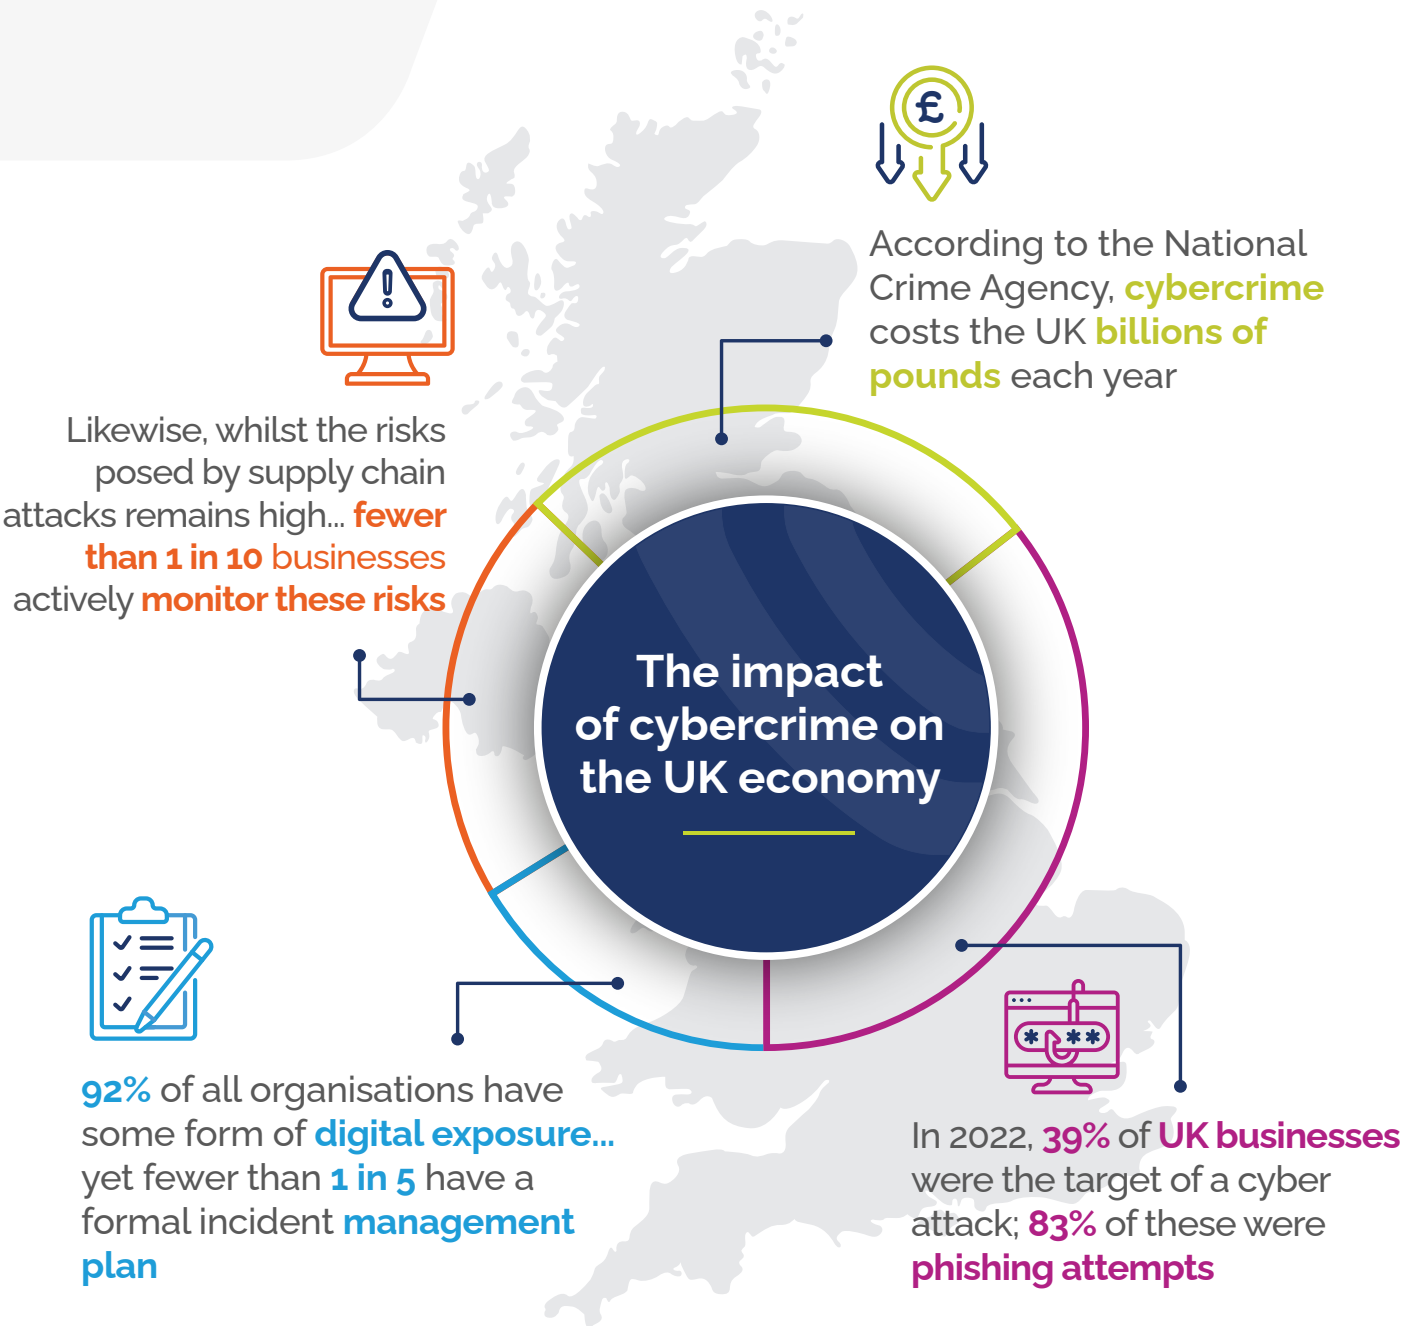 The impact
of cybercrime on
the UK economy
£
According to the National
Crime Agency, cybercrime
costs the UK billions of
pounds each year
Likewise, whilst the risks
posed by supply chain
attacks remains high... fewer
than 1 in 10 businesses
actively monitor these risks
92% of all organisations have
some form of digital exposure...
yet fewer than 1 in 5 have a
formal incident management
plan
In 2022, 39% of UK businesses
were the target of a cyber
attack; 83% of these were
phishing attempts